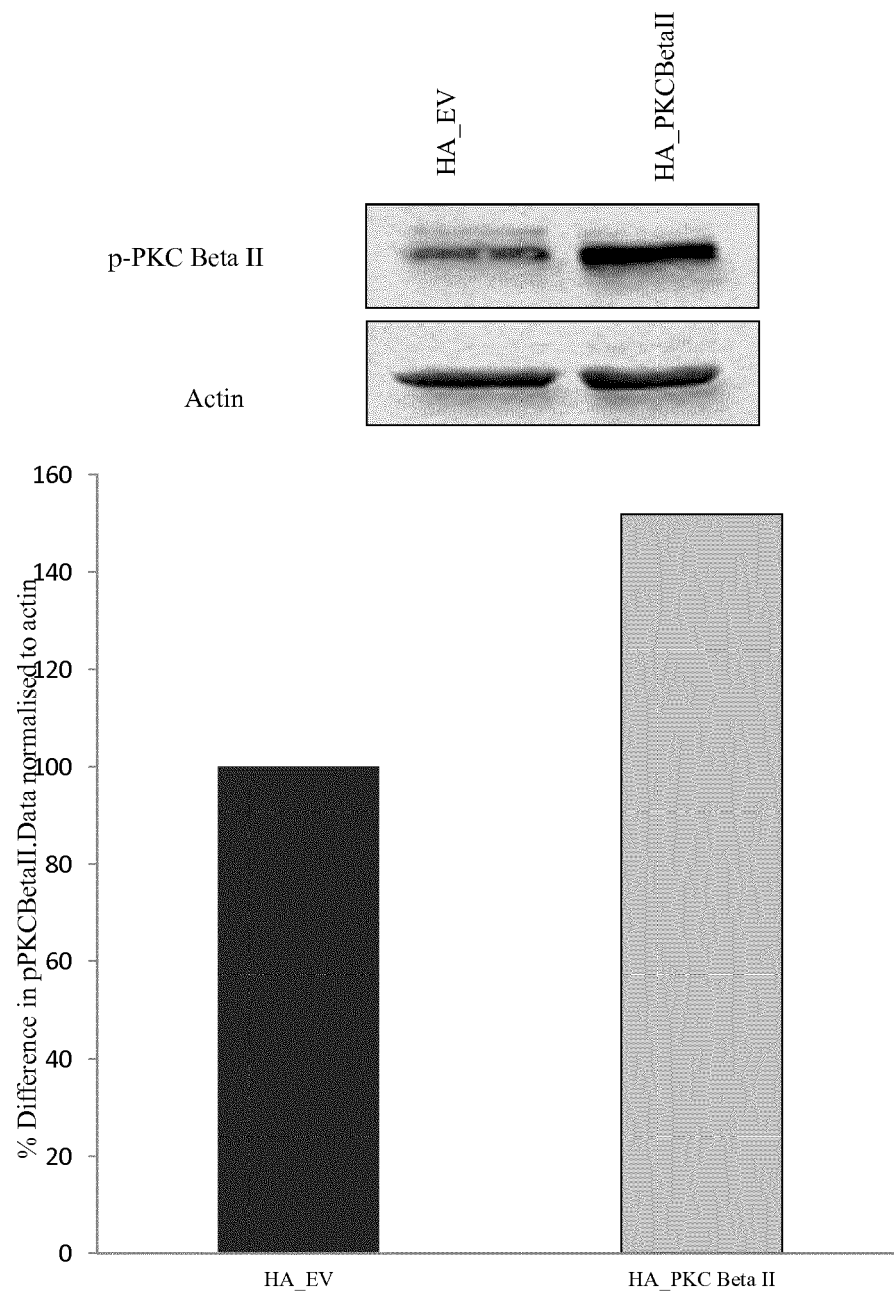 HA_EV
HA_PKCBetaII
p-PKC Beta II
Actin
% Difference in pPKCBetaII.Data normalised to actin
160
140
120
100
80
60
40
20
0
HA_EV
HA_PKC Beta II